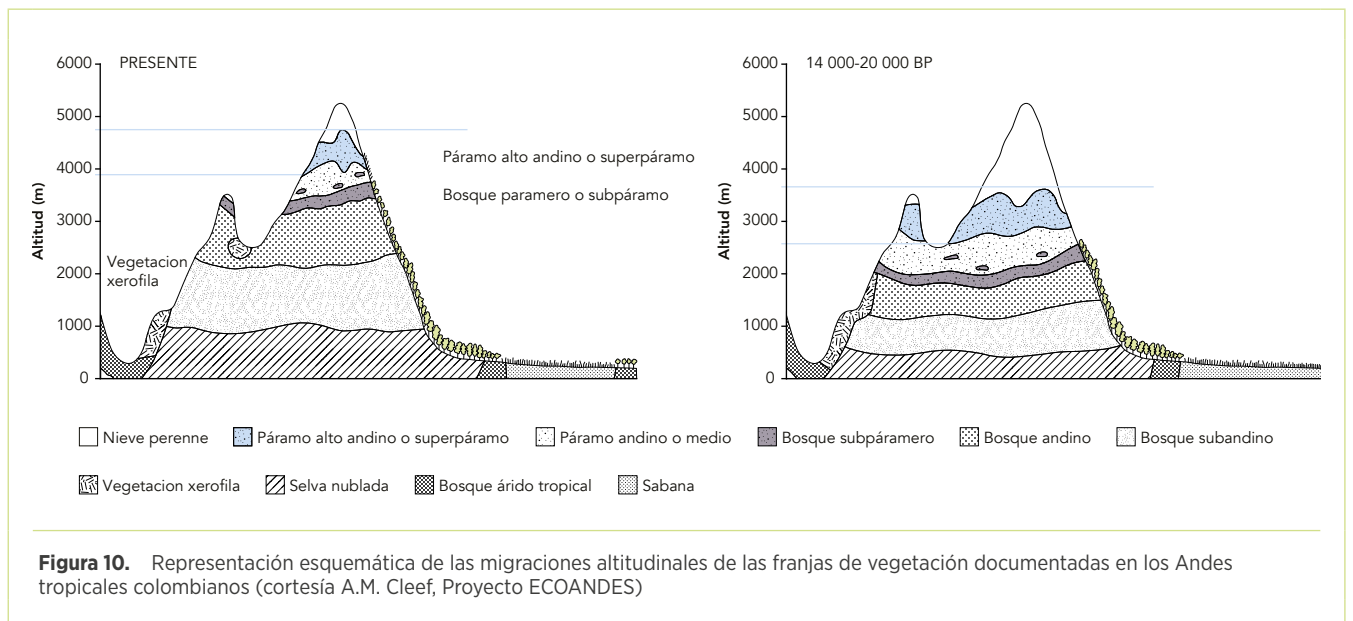 PRESENTE
6000
5000
4000
3000
2000
1000
0
Altitud (m)
Vegetacion
xerofila
Páramo alto andino o superpáramo
Bosque paramero o subpáramo
14 000-20 000 BP
6000
5000
4000
3000
2000
1000
0
Altitud (m)
Nieve perenne Páramo alto andino o superpáramo Páramo andino o medio Bosque subpáramero Bosque andino Bosque subandino
Vegetacion xerofila Selva nublada Bosque árido tropical Sabana
Figura 10. Representación esquemática de las migraciones altitudinales de las franjas de vegetación documentadas en los Andes
tropicales colombianos (cortesía A.M. Cleef, Proyecto ECOANDES)